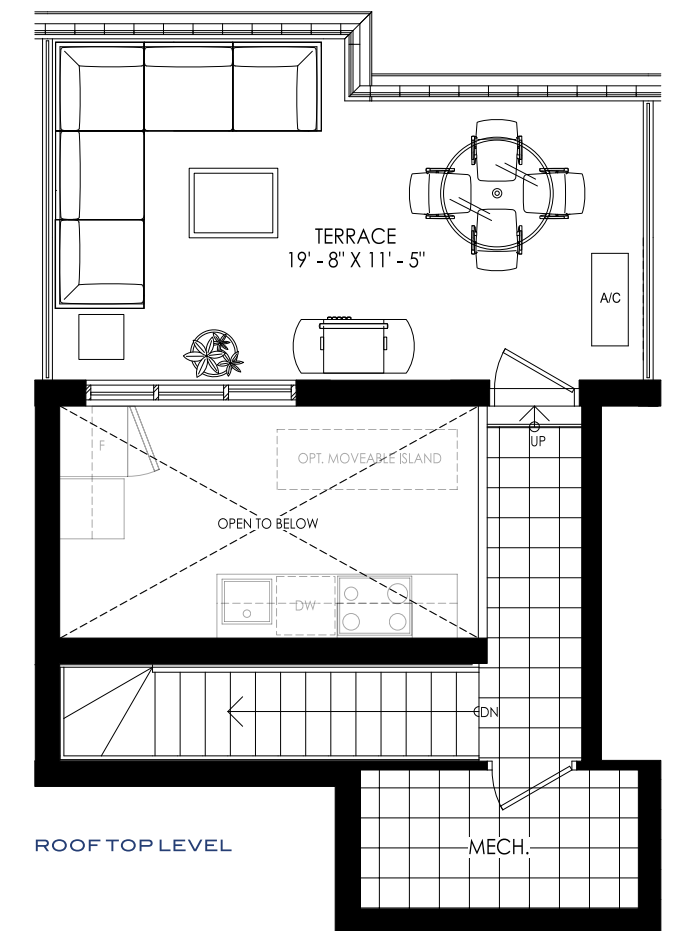 TERRACE
19' - 8" X 11' - 5"
A/C
UP
F
OPT. MOVEABLE ISLAND
OPEN TO BELOW
DW
DN
ROOF TOP LEVEL
MECH.